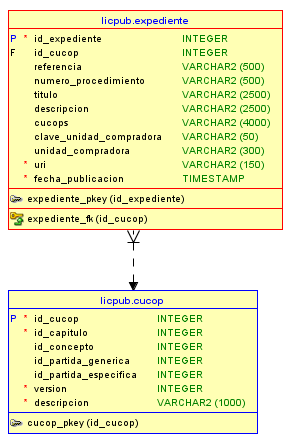 licpub.expediente
P * id_expediente INTEGER
F id_cucop INTEGER
referencia VARCHAR2 (500)
numero_procedimiento VARCHAR2 (500)
titulo VARCHAR2 (2500)
descripcion VARCHAR2 (2500)
cucops VARCHAR2 (4000)
clave_unidad_compradora VARCHAR2 (50)
unidad_compradora VARCHAR2 (300)
* uri VARCHAR2 (150)
* fecha_publicacion TIMESTAMP
expediente_pkey (id_expediente)
expediente_fk (id_cucop)
licpub.cucop
P * id_cucop INTEGER
* id_capitulo INTEGER
id_concepto INTEGER
id_partida_generica INTEGER
id_partida_especifica INTEGER
* version INTEGER
* descripcion VARCHAR2 (1000)
cucop_pkey (id_cucop)